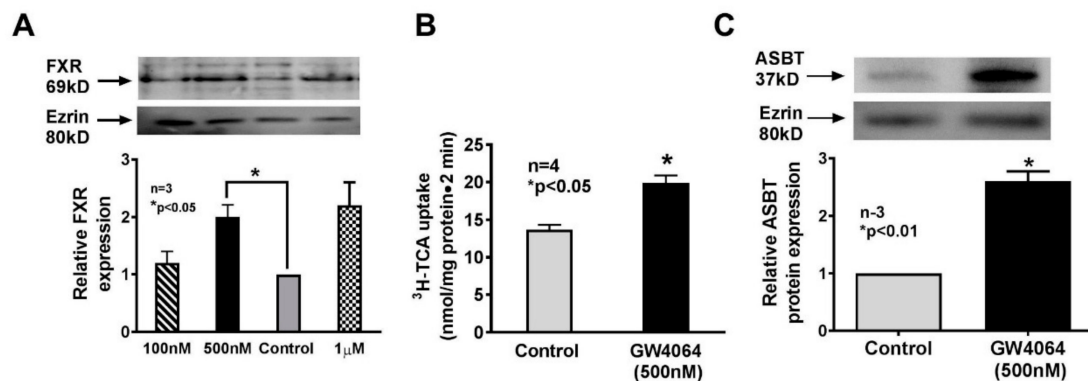 A
FXR
69kD
Ezrin
80kD
Relative FXR
expression
3
2
1
0
n=3
*p<0.05
*
100nM 500nM Control 1μM
B
³H-TCA uptake
(nmol/mg protein•2 min)
25
20
15
10
5
0
n=4
*p<0.05
*
Control GW4064
(500nM)
C
ASBT
37kD
Ezrin
80kD
Relative ASBT
protein expression
3
2
1
0
n-3
*p<0.01
*
Control GW4064
(500nM)